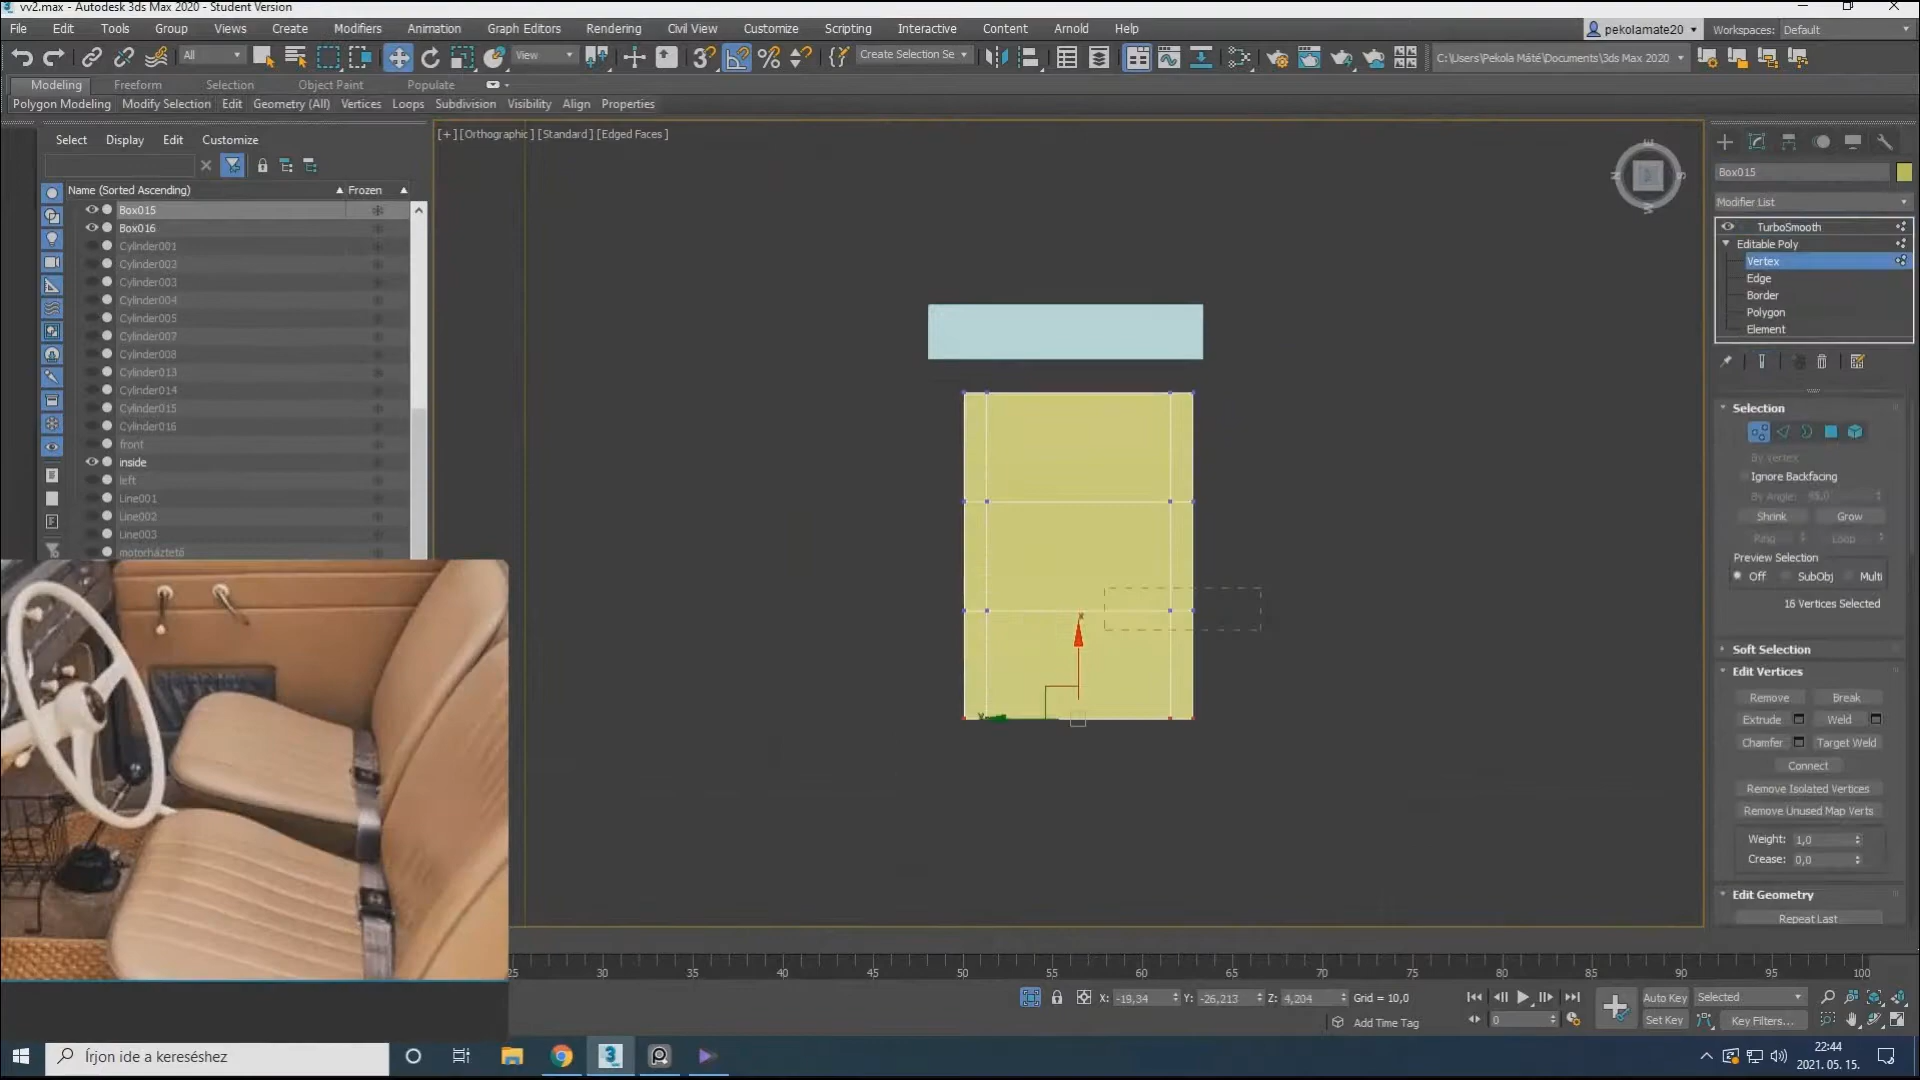 vv2.max - Autodesk 3ds Max 2020 - Student Version
File Edit Tools Group Views Create Modifiers Animation Graph Editors Rendering Civil View Customize Scripting Interactive Content Arnold Help pekolamate20 Workspaces: Default
All View Create Selection Se C:\Users\Pekola Máté\Documents\3ds Max 2020
Modeling Freeform Selection Object Paint Populate
Polygon Modeling Modify Selection Edit Geometry (All) Vertices Loops Subdivision Visibility Align Properties
Select Display Edit Customize
[+] [Orthographic] [Standard] [Edged Faces]
Name (Sorted Ascending) Frozen
Box015
Box016
Cylinder001
Cylinder002
Cylinder003
Cylinder004
Cylinder005
Cylinder007
Cylinder008
Cylinder013
Cylinder014
Cylinder015
Cylinder016
front
inside
left
Line001
Line002
Line003
motorháztető
Box015
Modifier List
TurboSmooth
Editable Poly
Vertex
Edge
Border
Polygon
Element
Selection
By Vertex
Ignore Backfacing
By Angle: 45,0
Shrink Grow
Ring Loop
Preview Selection
Off SubObj Multi
16 Vertices Selected
Soft Selection
Edit Vertices
Remove Break
Extrude Weld
Chamfer Target Weld
Connect
Remove Isolated Vertices
Remove Unused Map Verts
Weight: 1,0
Crease: 0,0
Edit Geometry
Repeat Last
25 30 35 40 45 50 55 60 65 70 75 80 85 90 95 100
X: -19,34 Y: -26,213 Z: 4,204 Grid = 10,0 Auto Key Selected
Add Time Tag 0 Set Key Key Filters...
Írjon ide a kereséshez
22:44
2021. 05. 15.